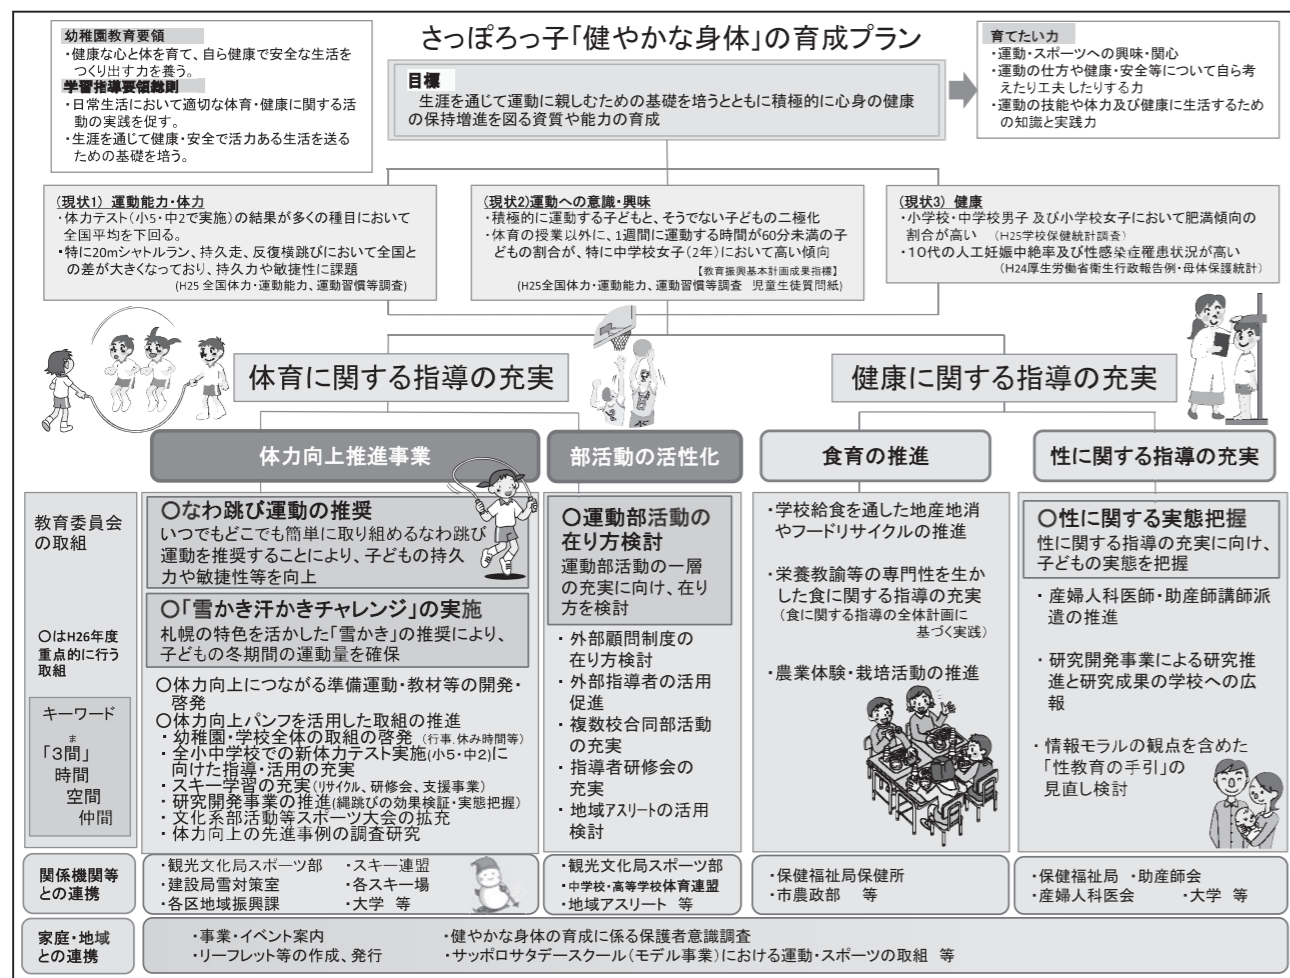 さっぽろっ子「健やかな身体」の育成プラン
幼稚園教育要領
・健康な心と体を育て、自ら健康で安全な生活を
つくり出す力を養う。
学習指導要領総則
・日常生活において適切な体育・健康に関する活
動の実践を促す。
・生涯を通じて健康・安全で活力ある生活を送る
ための基礎を培う。
目標
生涯を通じて運動に親しむための基礎を培うとともに積極的に心身の健康
の保持増進を図る資質や能力の育成
育てたい力
・運動・スポーツへの興味・関心
・運動の仕方や健康・安全等について自ら考
えたり工夫したりする力
・運動の技能や体力及び健康に生活するため
の知識と実践力
(現状1) 運動能力・体力
・体力テスト(小5・中2で実施)の結果が多くの種目において
全国平均を下回る。
・特に20mシャトルラン、持久走、反復横跳びにおいて全国と
の差が大きくなっており、持久力や敏捷性に課題
(H25 全国体力・運動能力、運動習慣等調査)
(現状2)運動への意識・興味
・積極的に運動する子どもと、そうでない子どもの二極化
・体育の授業以外に、1週間に運動する時間が60分未満の子
どもの割合が、特に中学校女子(2年)において高い傾向
【教育振興基本計画成果指標】
(H25全国体力・運動能力、運動習慣等調査 児童生徒質問紙)
(現状3) 健康
・小学校・中学校男子 及び小学校女子において肥満傾向の
割合が高い (H25学校保健統計調査)
・10代の人工妊娠中絶率及び性感染症罹患状況が高い
(H24厚生労働省衛生行政報告例・母体保護統計)
体育に関する指導の充実
健康に関する指導の充実
体力向上推進事業
部活動の活性化
食育の推進
性に関する指導の充実
教育委員会
の取組
〇はH26年度
重点的に行う
取組
キーワード
ま
「3間」
時間
空間
仲間
〇なわ跳び運動の推奨
いつでもどこでも簡単に取り組めるなわ跳び
運動を推奨することにより、子どもの持久
力や敏捷性等を向上
〇「雪かき汗かきチャレンジ」の実施
札幌の特色を活かした「雪かき」の推奨により、
子どもの冬期間の運動量を確保
〇体力向上につながる準備運動・教材等の開発・
啓発
〇体力向上パンフを活用した取組の推進
・幼稚園・学校全体の取組の啓発 (行事、休み時間等)
・全小中学校での新体力テスト実施(小5・中2)に
向けた指導・活用の充実
・スキー学習の充実(リサイクル、研修会、支援事業)
・研究開発事業の推進(縄跳びの効果検証・実態把握)
・文化系部活動等スポーツ大会の拡充
・体力向上の先進事例の調査研究
〇運動部活動の
在り方検討
運動部活動の一層
の充実に向け、在り
方を検討
・外部顧問制度の
在り方検討
・外部指導者の活用
促進
・複数校合同部活動
の充実
・指導者研修会の
充実
・地域アスリートの活用
検討
・学校給食を通した地産地消
やフードリサイクルの推進
・栄養教諭等の専門性を生か
した食に関する指導の充実
(食に関する指導の全体計画に
基づく実践)
・農業体験・栽培活動の推進
〇性に関する実態把握
性に関する指導の充実に向け、
子どもの実態を把握
・産婦人科医師・助産師講師派
遣の推進
・研究開発事業による研究推
進と研究成果の学校への広
報
・情報モラルの観点を含めた
「性教育の手引」の
見直し検討
関係機関等
との連携
・観光文化局スポーツ部 ・スキー連盟
・建設局雪対策室 ・各スキー場
・各区地域振興課 ・大学 等
・観光文化局スポーツ部
・中学校・高等学校体育連盟
・地域アスリート 等
・保健福祉局保健所
・市農政部 等
・保健福祉局 ・助産師会
・産婦人科医会 ・大学 等
家庭・地域
との連携
・事業・イベント案内 ・健やかな身体の育成に係る保護者意識調査
・リーフレット等の作成、発行 ・サッポロサタデースクール(モデル事業)における運動・スポーツの取組 等